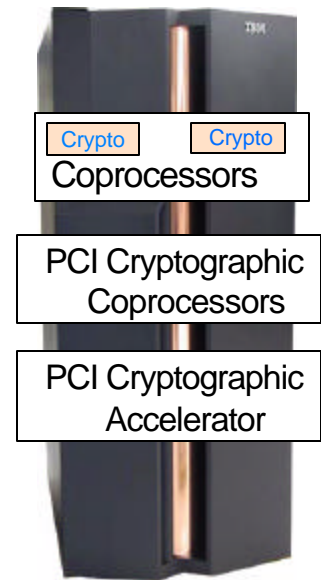 IBM
Crypto Crypto
Coprocessors
PCI Cryptographic
Coprocessors
PCI Cryptographic
Accelerator